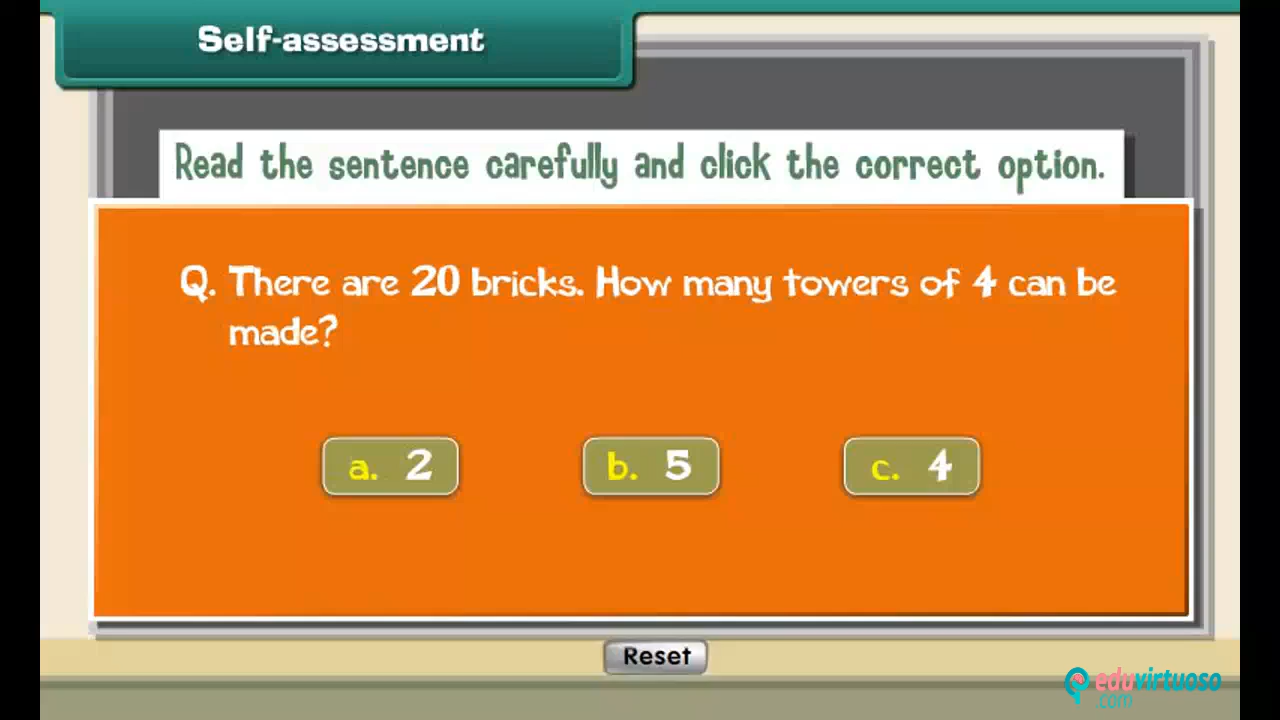 Self-assessment
Read the sentence carefully and click the correct option.
Q. There are 20 bricks. How many towers of 4 can be
made?
a. 2
b. 5
c. 4
Reset
eduvirtuoso
.com